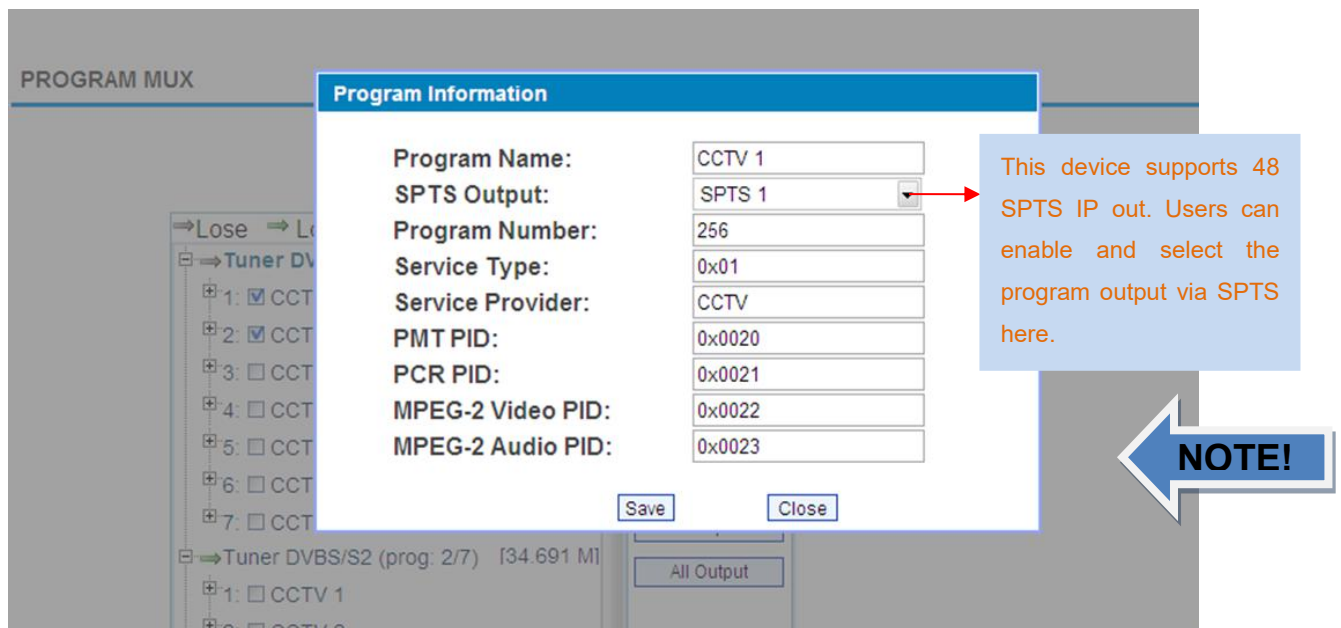 PROGRAM MUX
Program Information
Program Name: CCTV 1
SPTS Output: SPTS 1
Program Number: 256
Service Type: 0x01
Service Provider: CCTV
PMT PID: 0x0020
PCR PID: 0x0021
MPEG-2 Video PID: 0x0022
MPEG-2 Audio PID: 0x0023
Save Close
This device supports 48
SPTS IP out. Users can
enable and select the
program output via SPTS
here.
NOTE!
Lose
Tuner
1: CCT
2: CCT
3: CCT
4: CCT
5: CCT
6: CCT
7: CCT
Tuner DVBS/S2 (prog: 2/7) [34.691 M]
1: CCTV 1
All Output